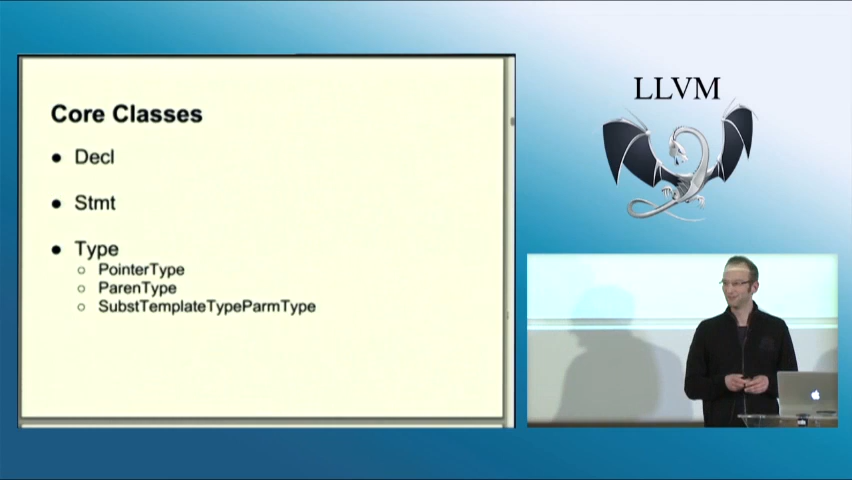 Core Classes
● Decl
● Stmt
● Type
○ PointerType
○ ParenType
○ SubstTemplateTypeParmType
LLVM